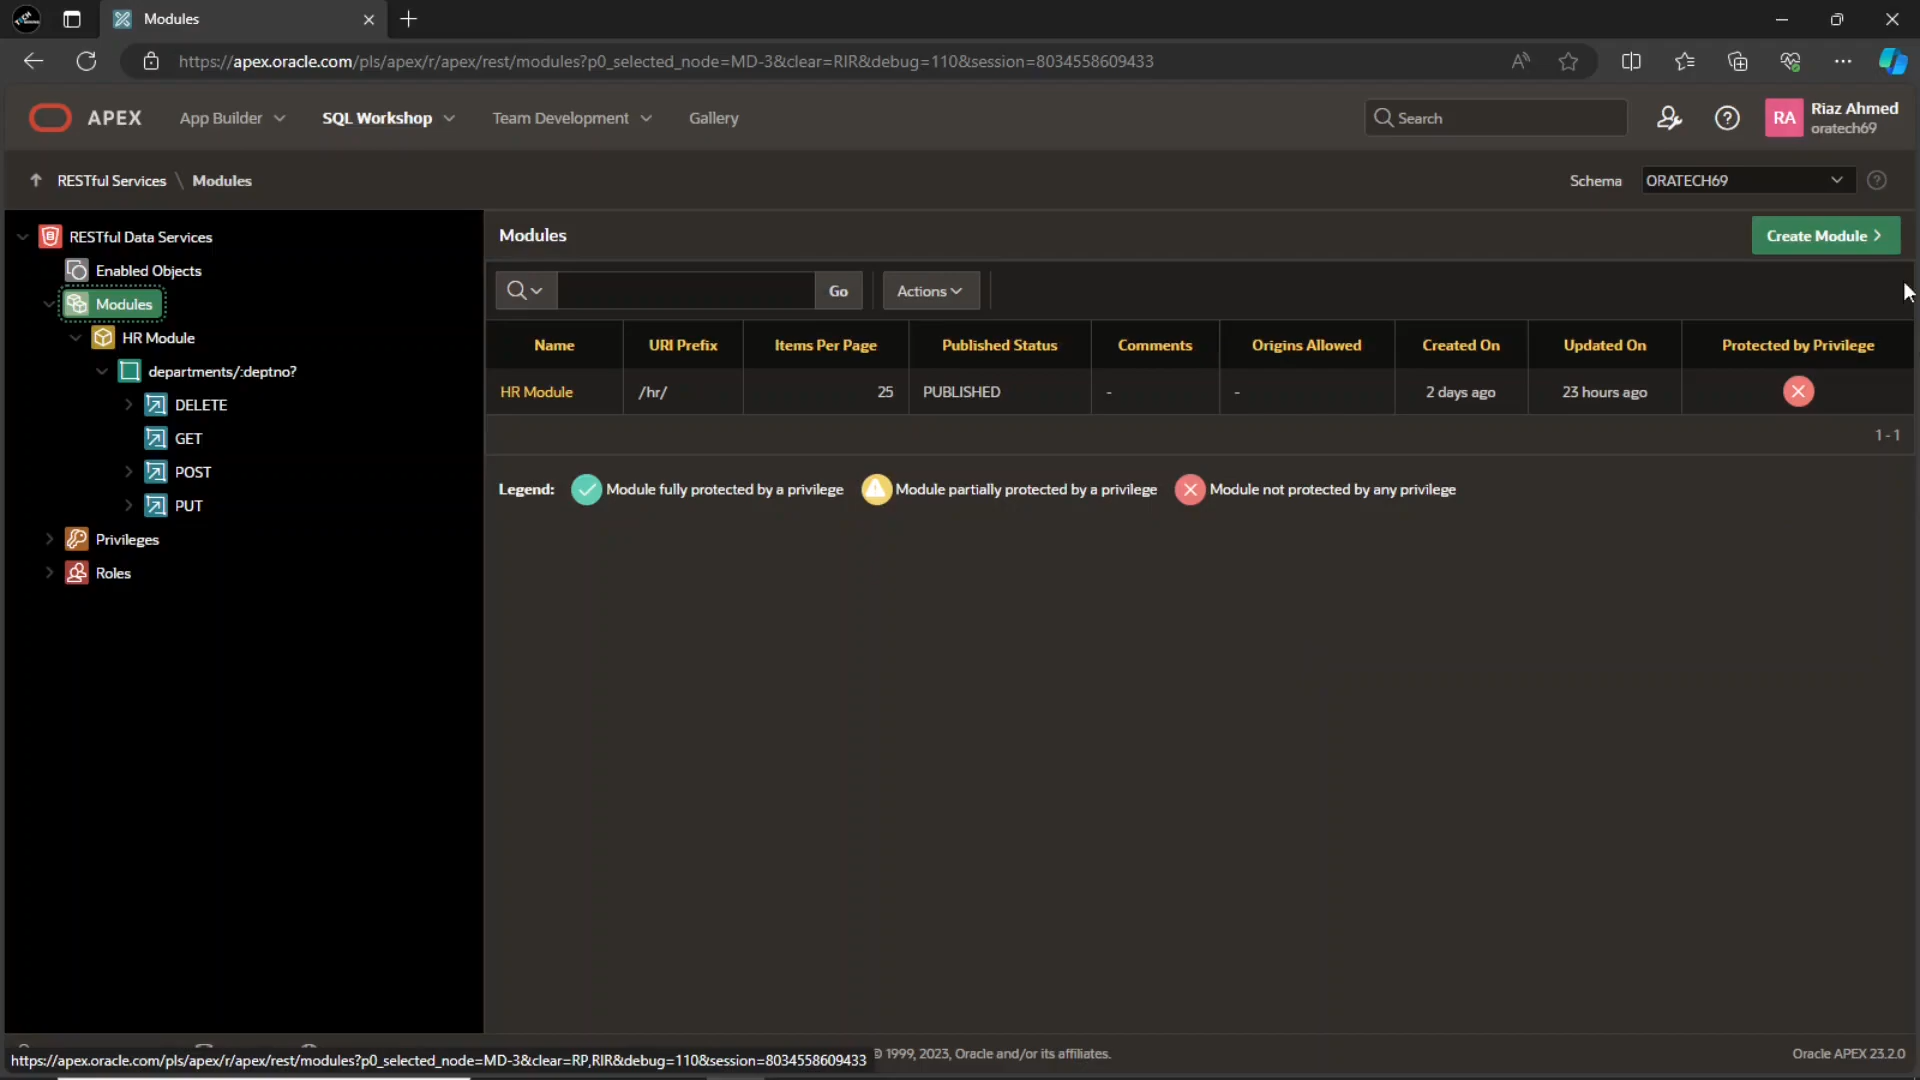 Modules
https://apex.oracle.com/pls/apex/r/apex/rest/modules?p0_selected_node=MD-3&clear=RIR&debug=110&session=8034558609433
APEX
App Builder
SQL Workshop
Team Development
Gallery
Search
RA
Riaz Ahmed
oratech69
RESTful Services \ Modules
Schema
ORATECH69
RESTful Data Services
Enabled Objects
Modules
HR Module
departments/:deptno?
DELETE
GET
POST
PUT
Privileges
Roles
Modules
Create Module
Go
Actions
Name URI Prefix Items Per Page Published Status Comments Origins Allowed Created On Updated On Protected by Privilege
HR Module /hr/ 25 PUBLISHED - - 2 days ago 23 hours ago
1 - 1
Legend: Module fully protected by a privilege Module partially protected by a privilege Module not protected by any privilege
https://apex.oracle.com/pls/apex/r/apex/rest/modules?p0_selected_node=MD-3&clear=RP,RIR&debug=110&session=8034558609433
© 1999, 2023, Oracle and/or its affiliates.
Oracle APEX 23.2.0